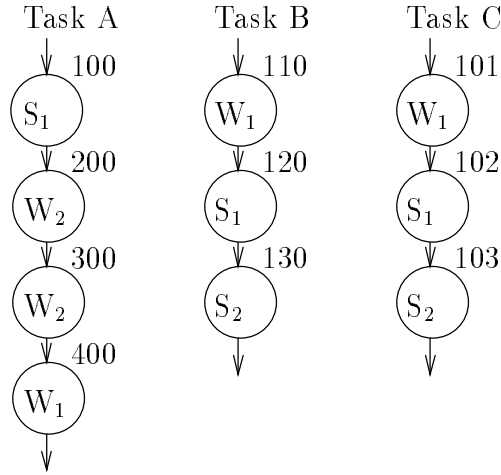 Task A Task B Task C
100 110 101
S₁ W₁ W₁
200 120 102
W₂ S₁ S₁
300 130 103
W₂ S₂ S₂
400
W₁